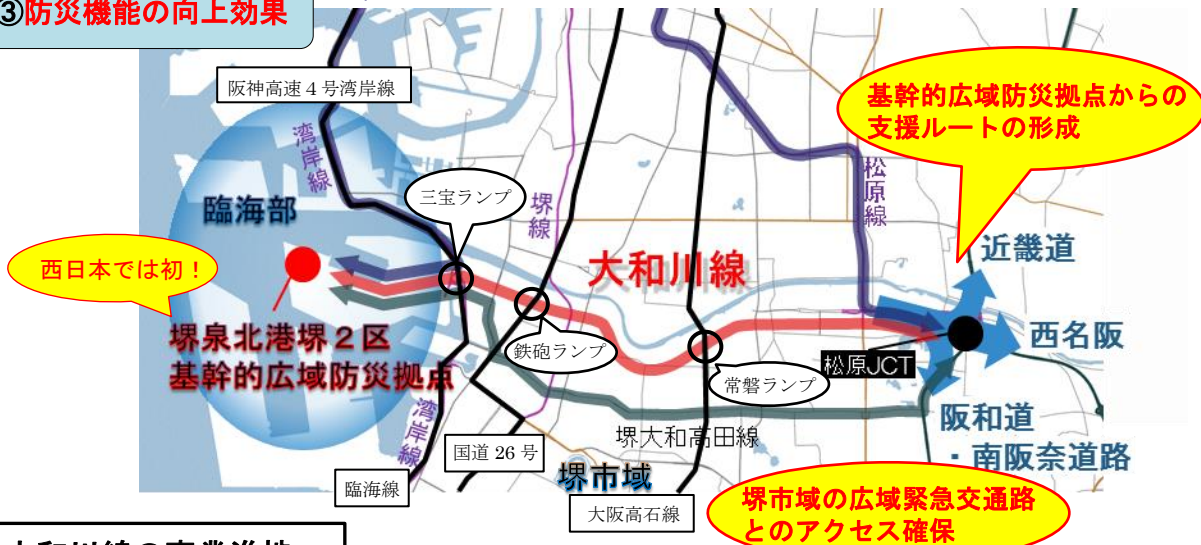 ③防災機能の向上効果
阪神高速４号湾岸線
基幹的広域防災拠点からの
支援ルートの形成
湾岸線
松原線
三宝ランプ
堺線
臨海部
近畿道
西日本では初！
大和川線
西名阪
堺泉北港堺２区
基幹的広域防災拠点
鉄砲ランプ
常磐ランプ
松原JCT
湾岸線
阪和道
・南阪奈道路
堺大和高田線
国道 26 号
堺市域
臨海線
大阪高石線
堺市域の広域緊急交通路
とのアクセス確保